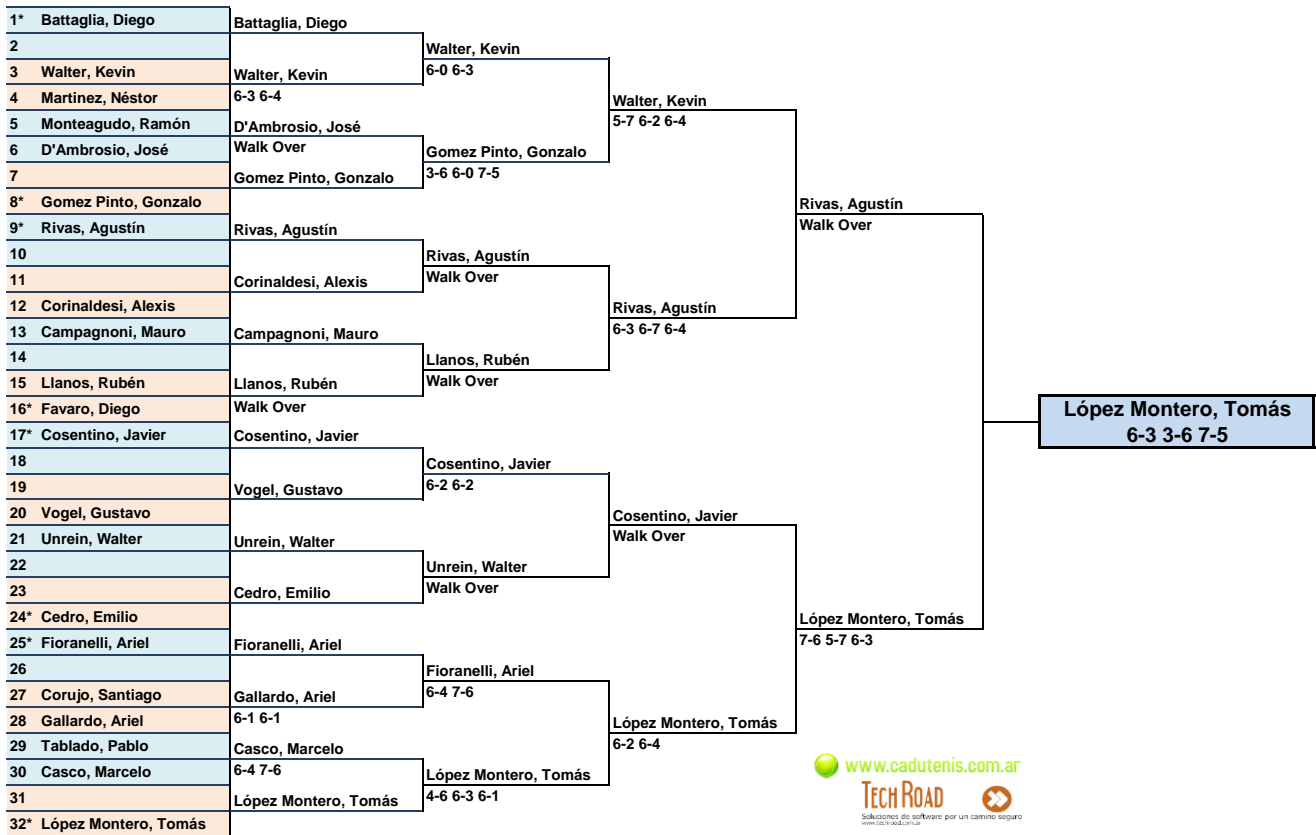 1* Battaglia, Diego
2
3 Walter, Kevin
4 Martinez, Néstor
5 Monteagudo, Ramón
6 D'Ambrosio, José
7
8* Gomez Pinto, Gonzalo
9* Rivas, Agustín
10
11
12 Corinaldesi, Alexis
13 Campagnoni, Mauro
14
15 Llanos, Rubén
16* Favaro, Diego
17* Cosentino, Javier
18
19
20 Vogel, Gustavo
21 Unrein, Walter
22
23
24* Cedro, Emilio
25* Fioranelli, Ariel
26
27 Corujo, Santiago
28 Gallardo, Ariel
29 Tablado, Pablo
30 Casco, Marcelo
31
32* López Montero, Tomás
Battaglia, Diego
Walter, Kevin
6-3 6-4
D'Ambrosio, José
Walk Over
Gomez Pinto, Gonzalo
Rivas, Agustín
Corinaldesi, Alexis
Campagnoni, Mauro
Llanos, Rubén
Walk Over
Cosentino, Javier
Vogel, Gustavo
Unrein, Walter
Cedro, Emilio
Fioranelli, Ariel
Gallardo, Ariel
6-1 6-1
Casco, Marcelo
6-4 7-6
López Montero, Tomás
Walter, Kevin
6-0 6-3
Gomez Pinto, Gonzalo
3-6 6-0 7-5
Rivas, Agustín
Walk Over
Llanos, Rubén
Walk Over
Cosentino, Javier
6-2 6-2
Unrein, Walter
Walk Over
Fioranelli, Ariel
6-4 7-6
López Montero, Tomás
4-6 6-3 6-1
Walter, Kevin
5-7 6-2 6-4
Rivas, Agustín
6-3 6-7 6-4
Cosentino, Javier
Walk Over
López Montero, Tomás
6-2 6-4
Rivas, Agustín
Walk Over
López Montero, Tomás
7-6 5-7 6-3
López Montero, Tomás
6-3 3-6 7-5
www.cadutenis.com.ar
TECH ROAD
Soluciones de software por un camino seguro
www.techroad.com.ar